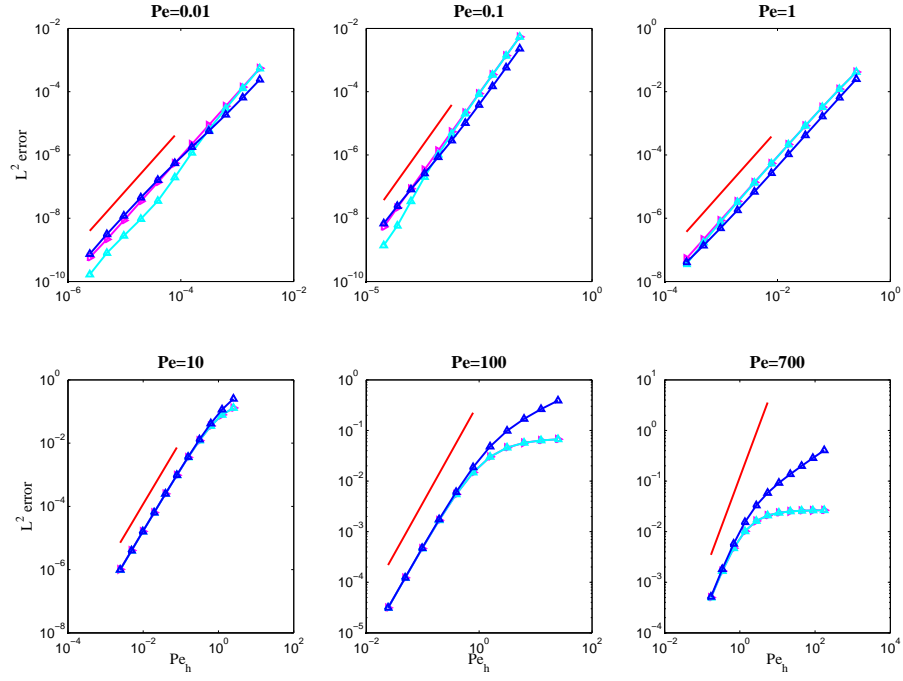 Pe=0.01
Pe=0.1
Pe=1
L² error
10⁻² 10⁻⁴ 10⁻⁶ 10⁻⁸ 10⁻¹⁰
10⁻⁶ 10⁻⁴ 10⁻²
10⁻² 10⁻⁴ 10⁻⁶ 10⁻⁸ 10⁻¹⁰
10⁻⁵ 10⁰
10⁰ 10⁻² 10⁻⁴ 10⁻⁶ 10⁻⁸
10⁻⁴ 10⁻² 10⁰
Pe=10
Pe=100
Pe=700
L² error
10⁰ 10⁻² 10⁻⁴ 10⁻⁶ 10⁻⁸
10⁻⁴ 10⁻² 10⁰ 10²
Peₕ
10⁰ 10⁻¹ 10⁻² 10⁻³ 10⁻⁴ 10⁻⁵
10⁻² 10⁰ 10²
Peₕ
10¹ 10⁰ 10⁻¹ 10⁻² 10⁻³ 10⁻⁴
10⁻² 10⁰ 10² 10⁴
Peₕ